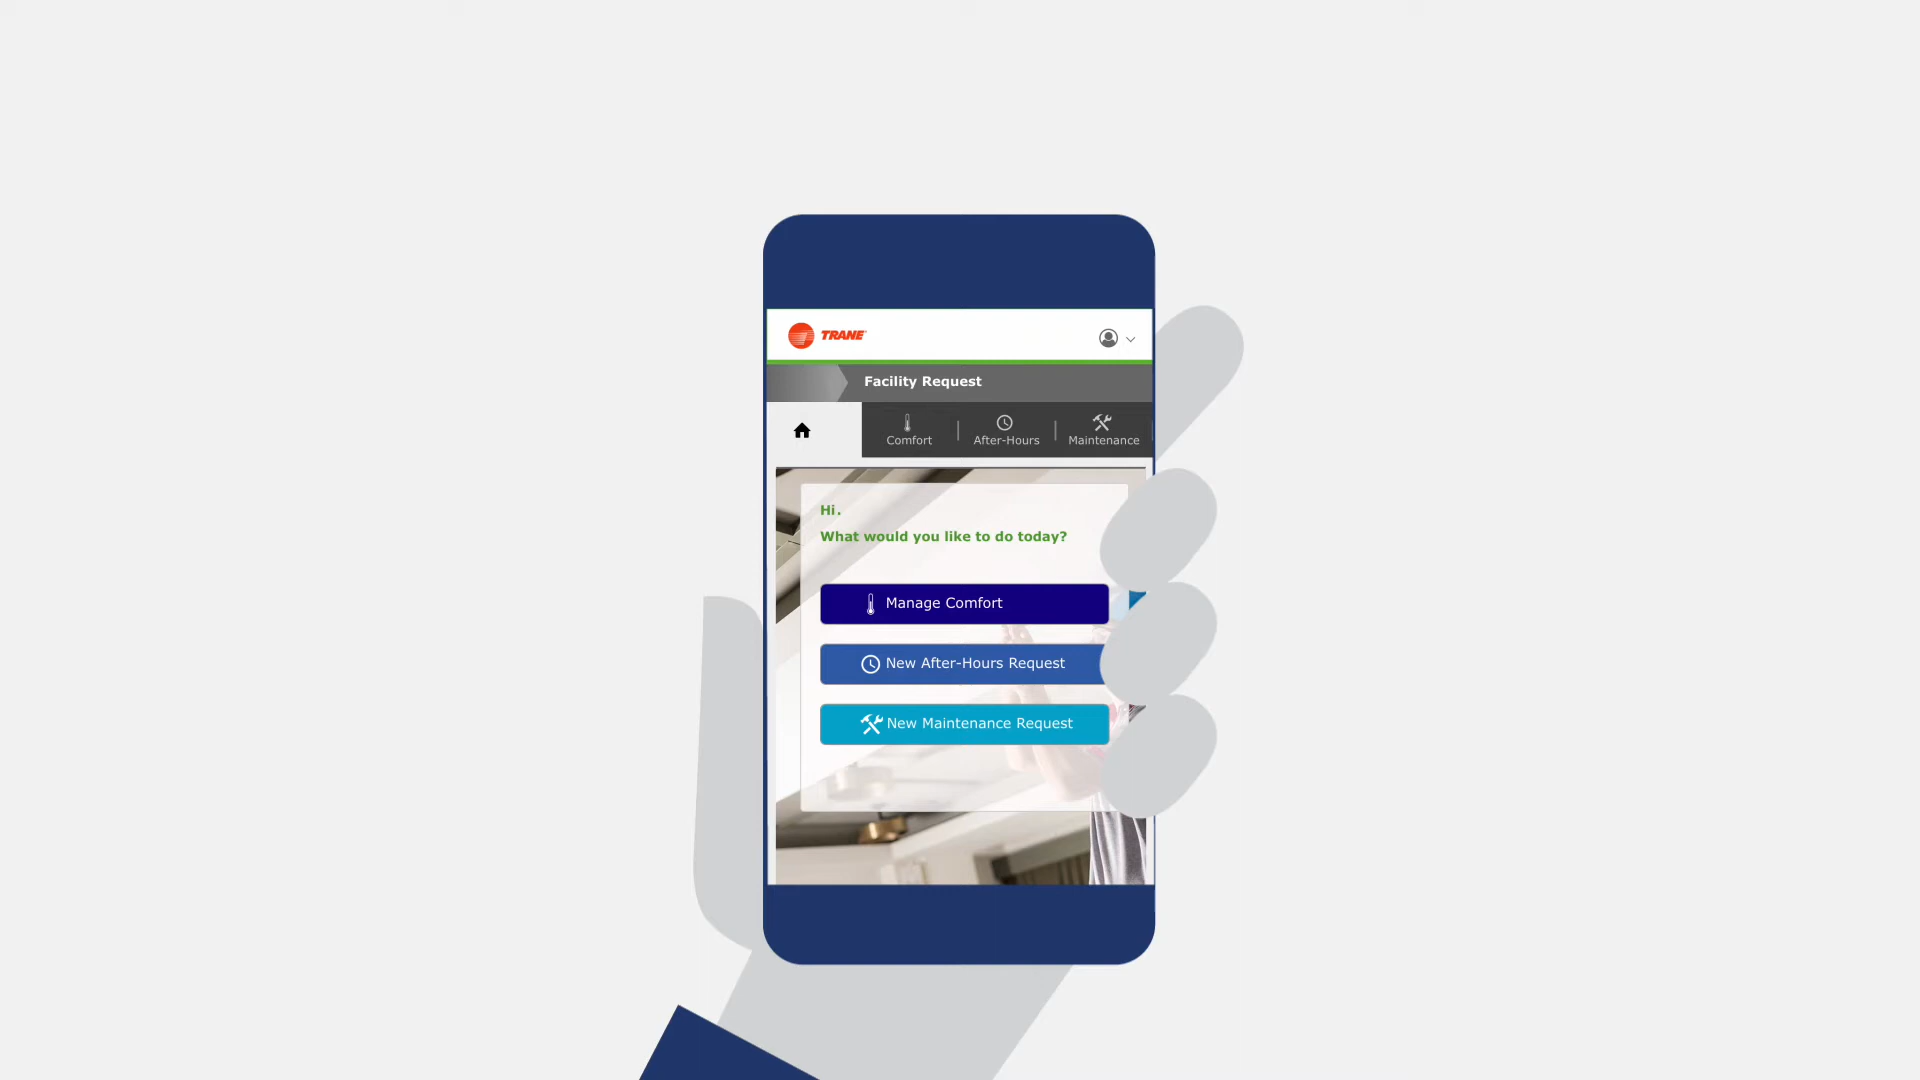 TRANE
Facility Request
Comfort
After-Hours
Maintenance
Hi.
What would you like to do today?
Manage Comfort
New After-Hours Request
New Maintenance Request